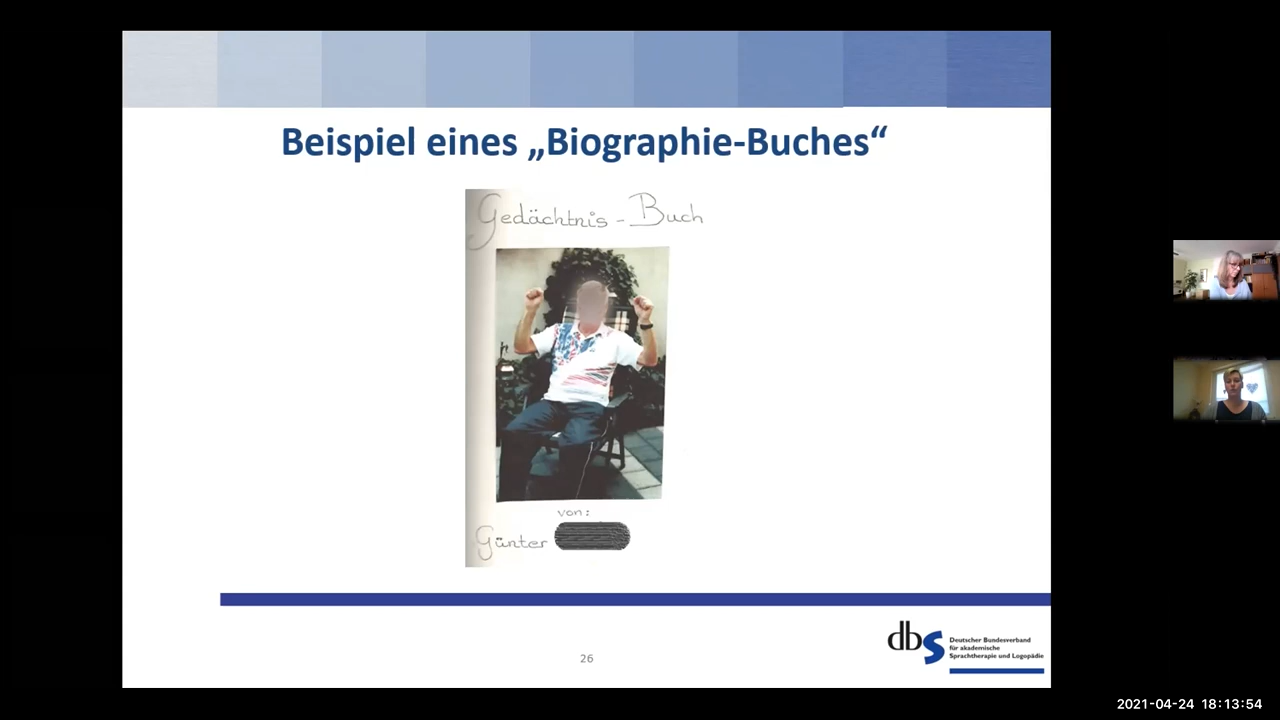 Beispiel eines „Biographie-Buches“
Gedächtnis - Buch
von:
Günter
26
dbs
Deutscher Bundesverband
für akademische
Sprachtherapie und Logopädie
2021-04-24 18:13:54